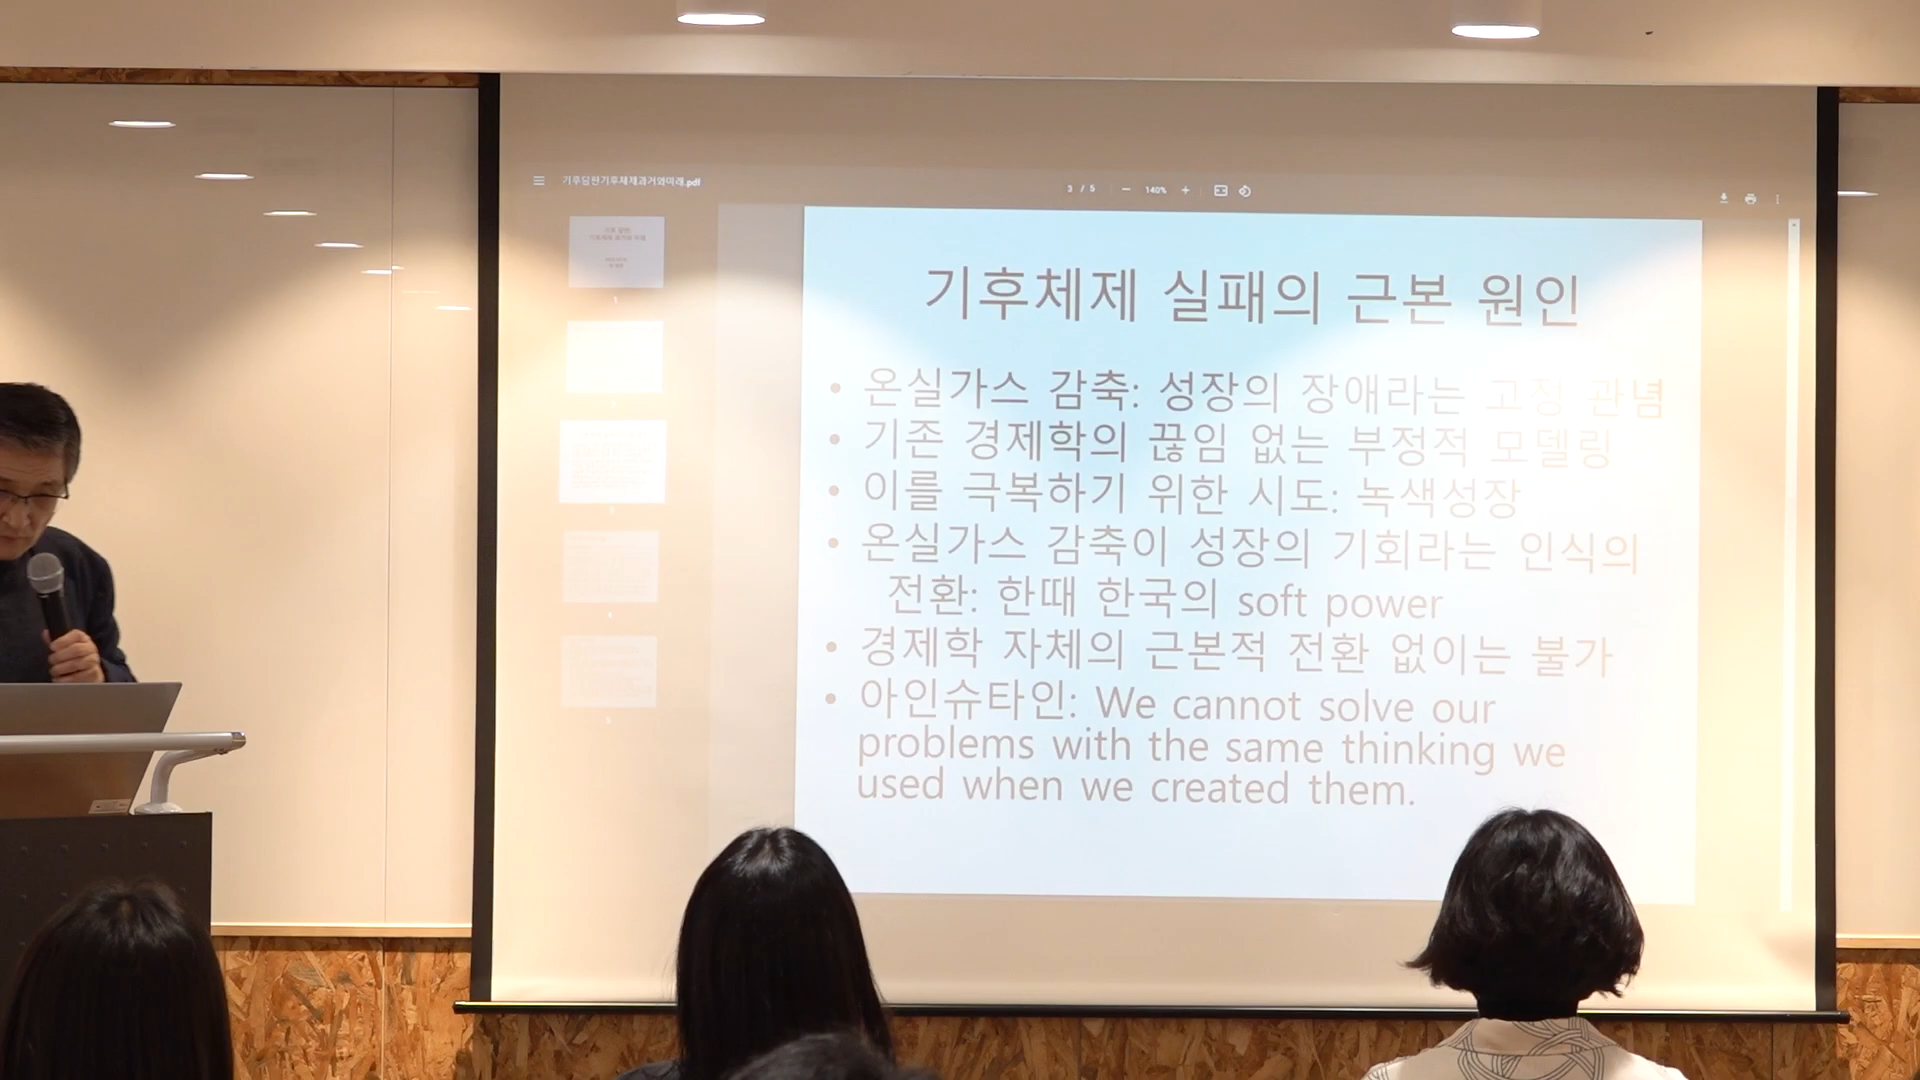 기후담판기후체제과거와미래.pdf
3 / 5
140%
기후체제 실패의 근본 원인
• 온실가스 감축: 성장의 장애라는 고정 관념
• 기존 경제학의 끊임 없는 부정적 모델링
• 이를 극복하기 위한 시도: 녹색성장
• 온실가스 감축이 성장의 기회라는 인식의
전환: 한때 한국의 soft power
• 경제학 자체의 근본적 전환 없이는 불가
• 아인슈타인: We cannot solve our
problems with the same thinking we
used when we created them.